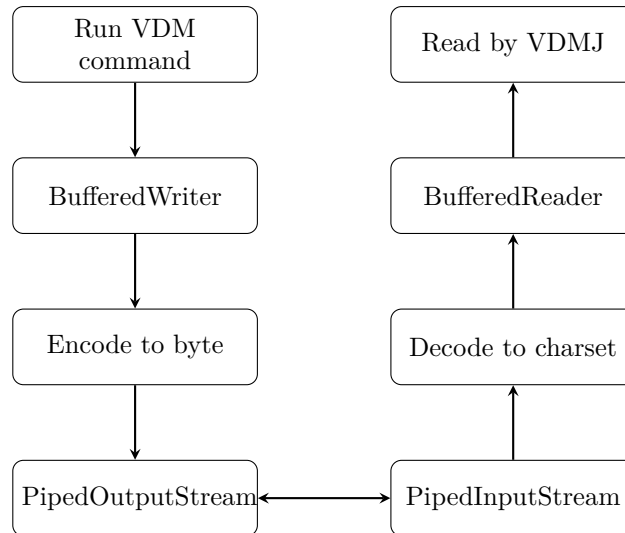 Run VDM
command
Read by VDMJ
BufferedWriter
BufferedReader
Encode to byte
Decode to charset
PipedOutputStream
PipedInputStream